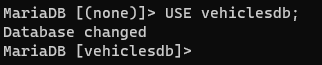 MariaDB [(none)]> USE vehiclesdb;
Database changed
MariaDB [vehiclesdb]>